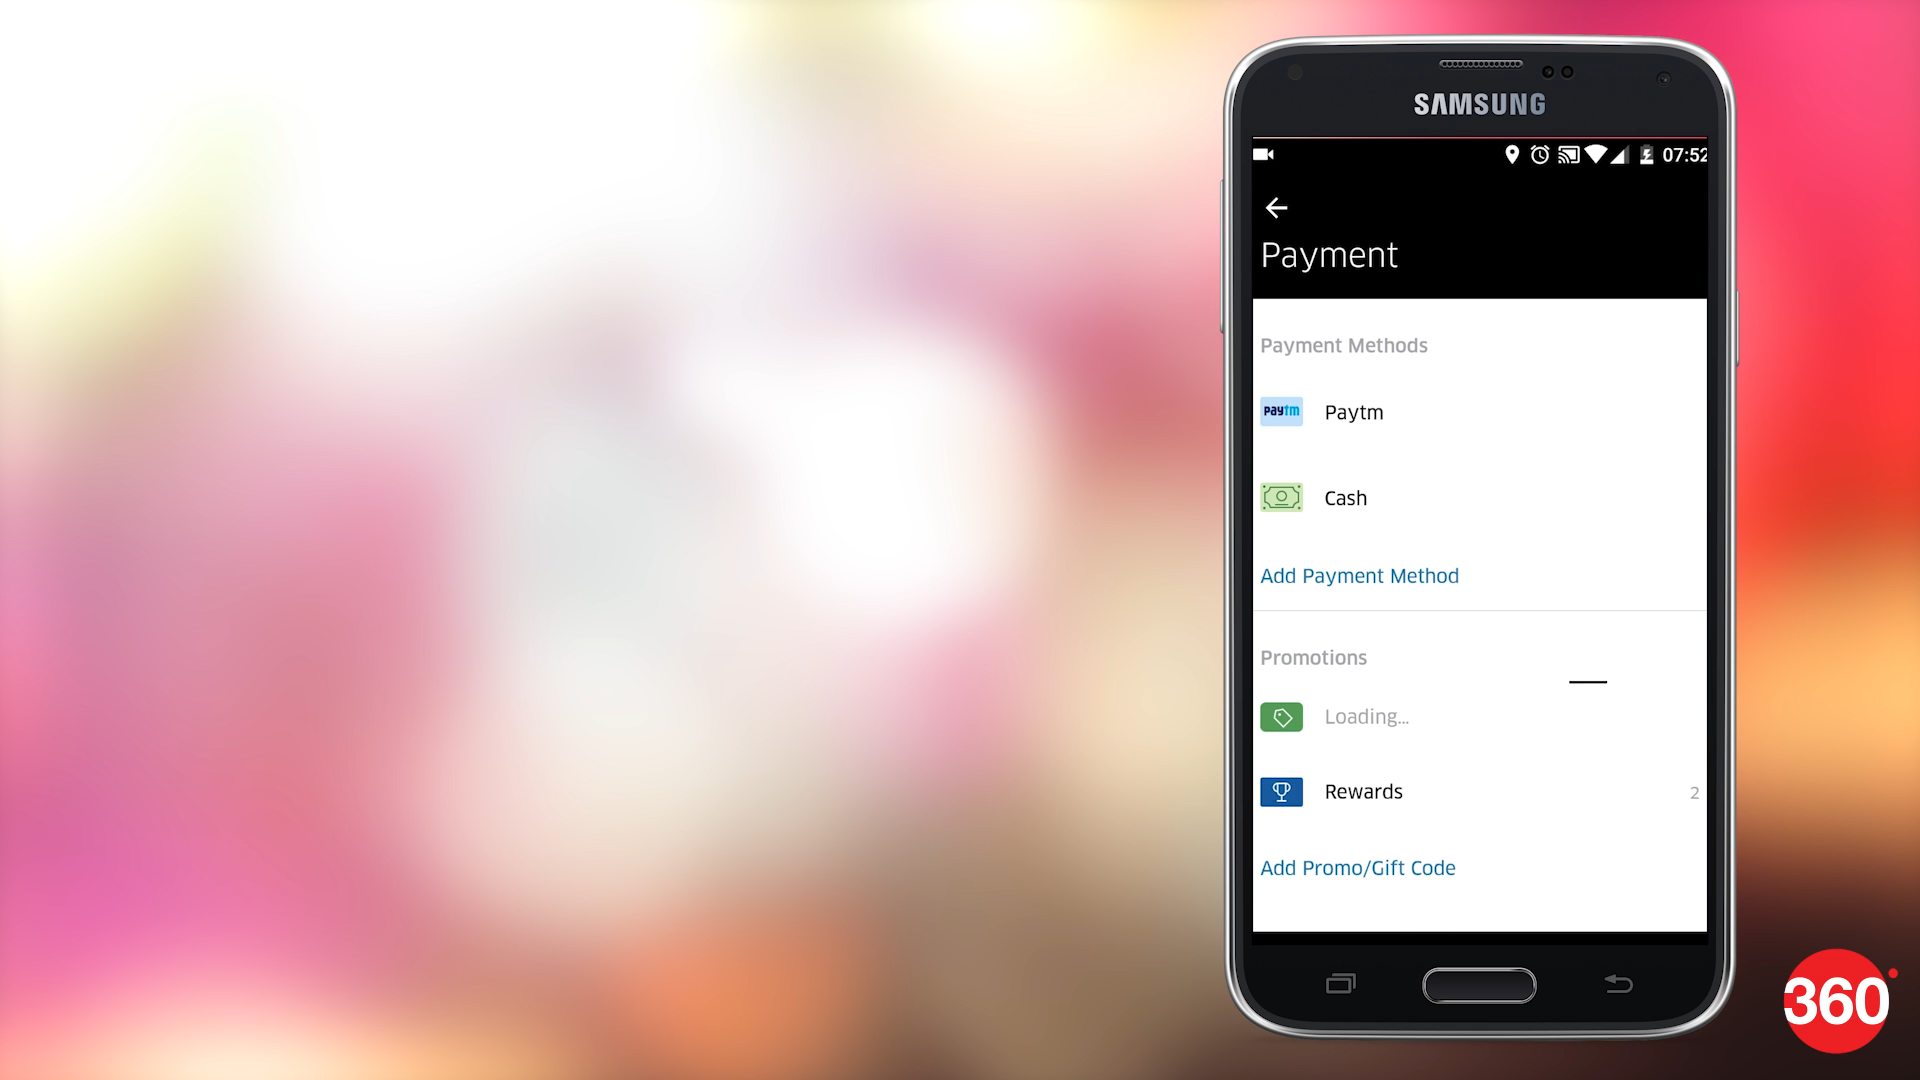 SAMSUNG
07:52
Payment
Payment Methods
paytm Paytm
Cash
Add Payment Method
Promotions
Loading...
Rewards 2
Add Promo/Gift Code
360